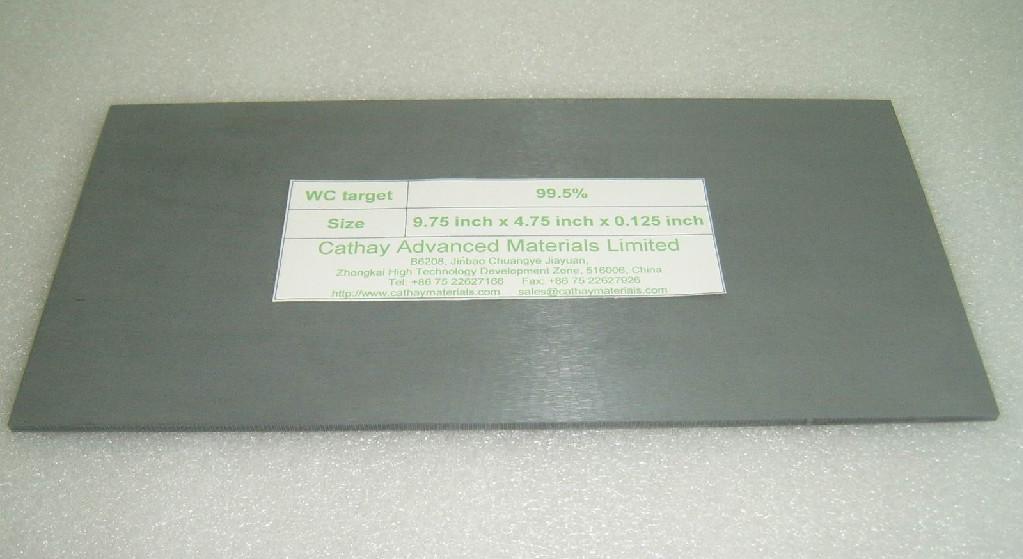 WC target 99.5%
Size 9.75 inch x 4.75 inch x 0.125 inch
Cathay Advanced Materials Limited
B6208, Jinbao Chuangye Jiayuan,
Zhongkai High Technology Development Zone, 516006, China
Tel: +86 75 22627168 Fax: +86 75 22627926
http://www.cathaymaterials.com sales@cathaymaterials.com